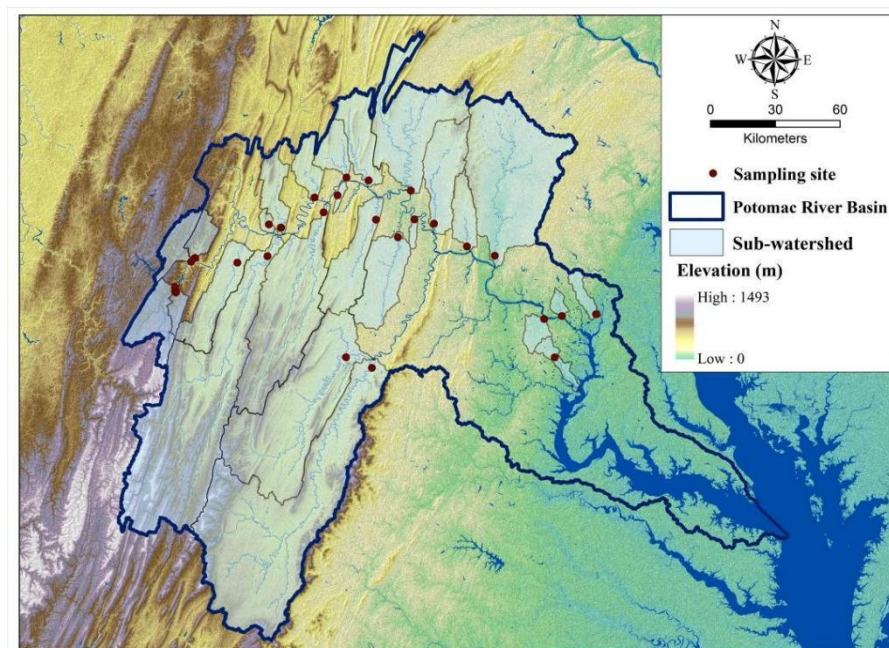 N
W E
S
0 30 60
Kilometers
Sampling site
Potomac River Basin
Sub-watershed
Elevation (m)
High : 1493
Low : 0